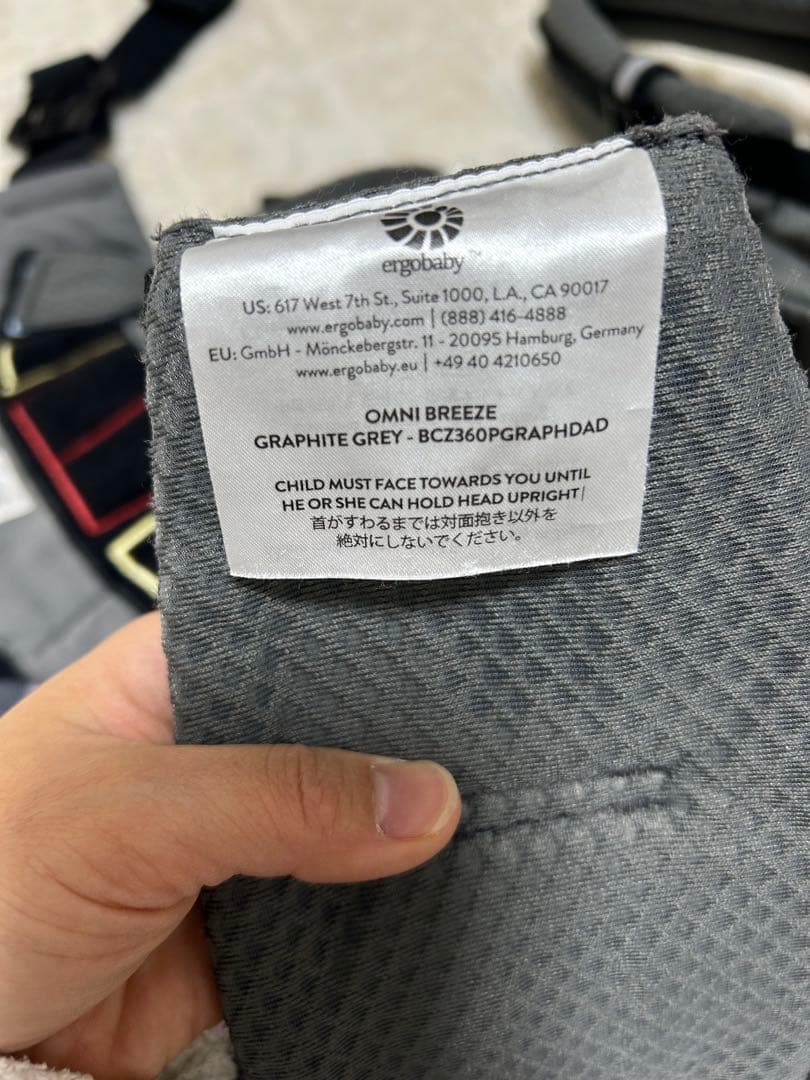 ergobaby™
US: 617 West 7th St., Suite 1000, L.A., CA 90017
www.ergobaby.com | (888) 416-4888
EU: GmbH - Mönckebergstr. 11 - 20095 Hamburg, Germany
www.ergobaby.eu | +49 40 4210650
OMNI BREEZE
GRAPHITE GREY - BCZ360PGRAPHDAD
CHILD MUST FACE TOWARDS YOU UNTIL
HE OR SHE CAN HOLD HEAD UPRIGHT|
首がすわるまでは対面抱き以外を
絶対にしないでください。